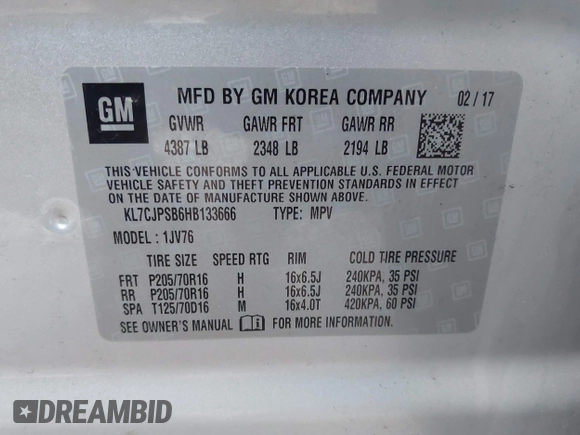 GM MFD BY GM KOREA COMPANY 02/17
GVWR GAWR FRT GAWR RR
4387 LB 2348 LB 2194 LB
THIS VEHICLE CONFORMS TO ALL APPLICABLE U.S. FEDERAL MOTOR
VEHICLE SAFETY AND THEFT PREVENTION STANDARDS IN EFFECT ON
THE DATE OF MANUFACTURE SHOWN ABOVE.
KL7CJPSB6HB133666 TYPE: MPV
MODEL: 1JV76
TIRE SIZE SPEED RTG RIM COLD TIRE PRESSURE
FRT P205/70R16 H 16x6.5J 240KPA, 35 PSI
RR P205/70R16 H 16x6.5J 240KPA, 35 PSI
SPA T125/70D16 M 16x4.0T 420KPA, 60 PSI
SEE OWNER'S MANUAL FOR MORE INFORMATION.
DREAMBID